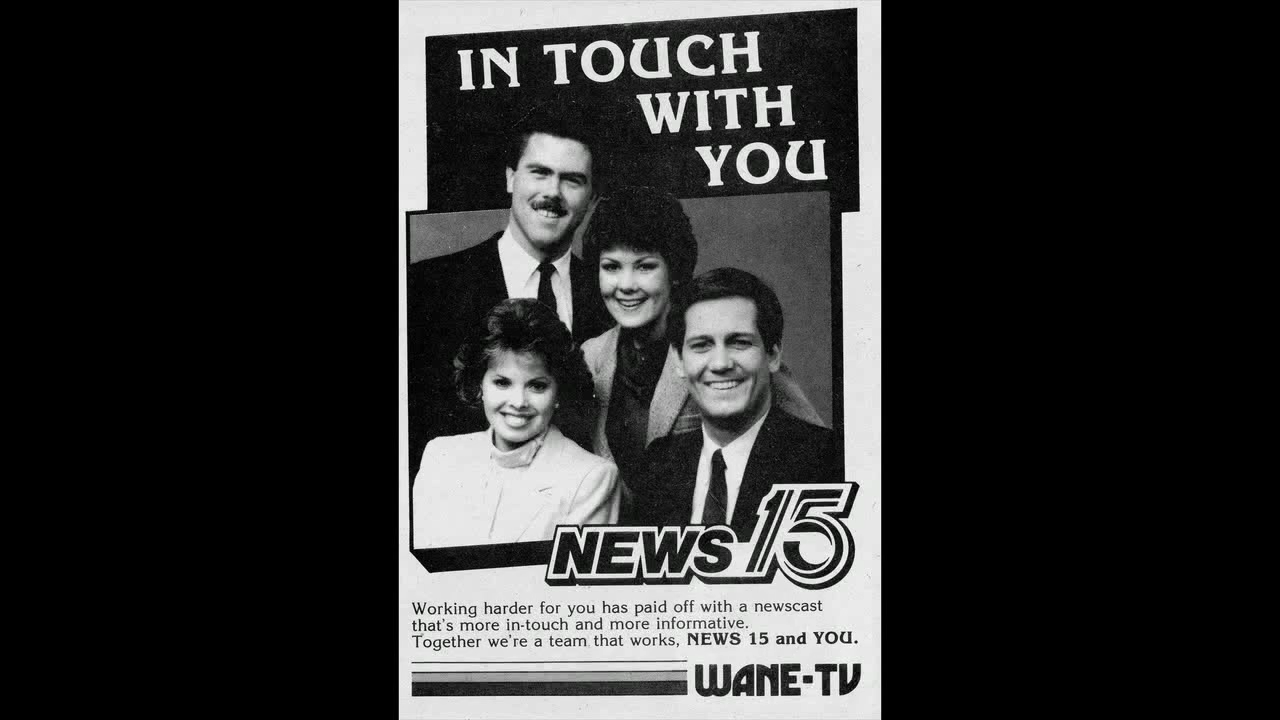 IN TOUCH
WITH
YOU
NEWS 15
Working harder for you has paid off with a newscast
that's more in-touch and more informative.
Together we're a team that works, NEWS 15 and YOU.
WANE-TV